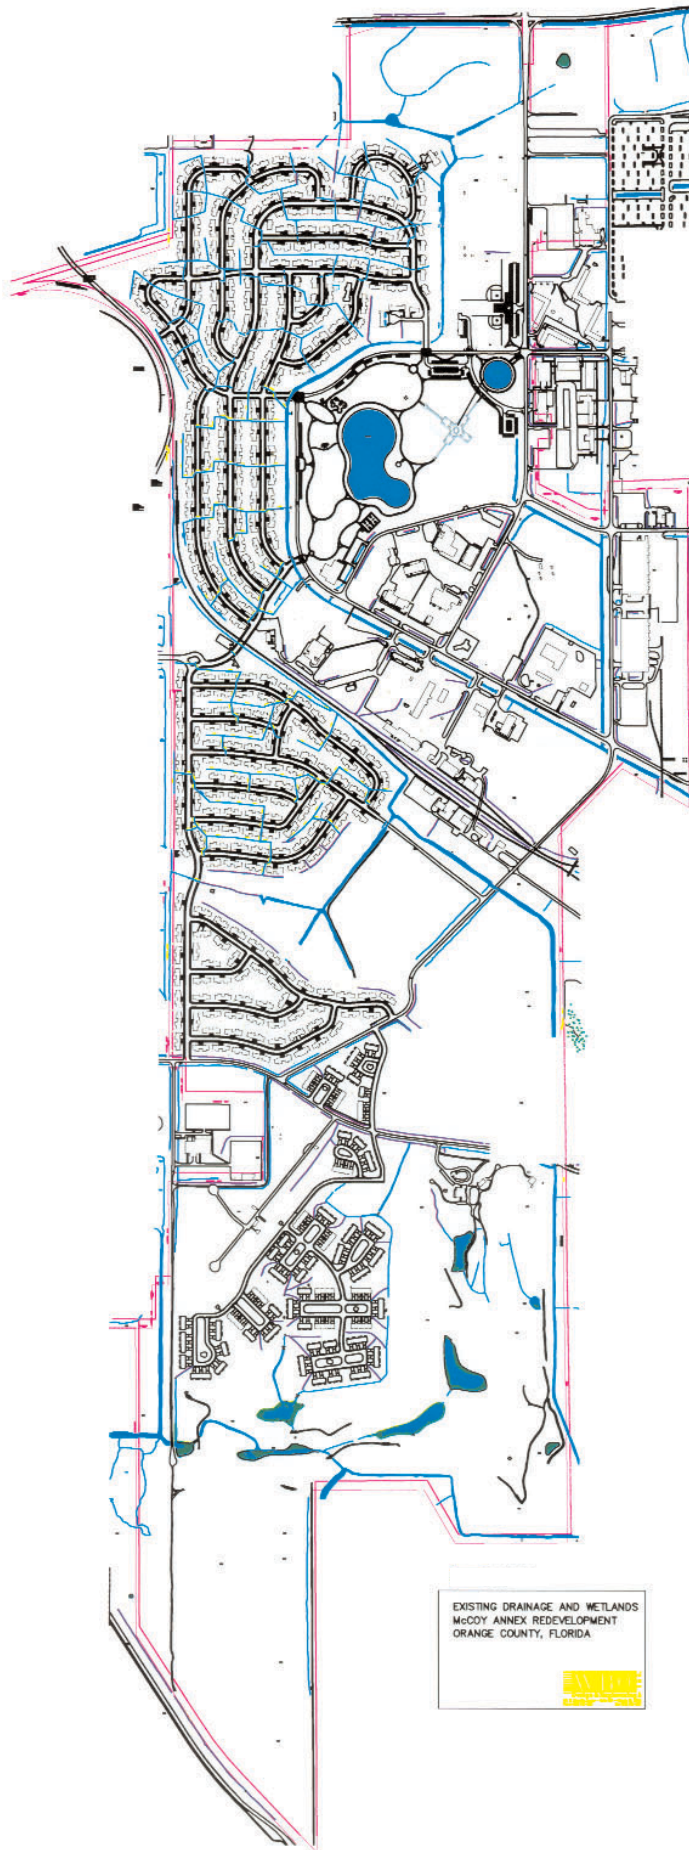 EXISTING DRAINAGE AND WETLANDS
McCOY ANNEX REDEVELOPMENT
ORANGE COUNTY, FLORIDA